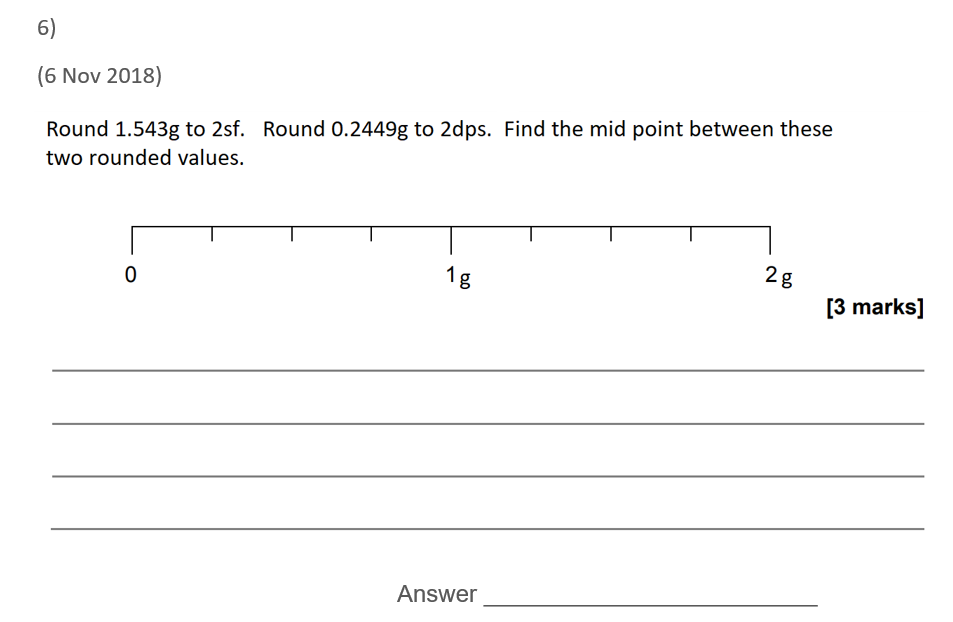 6)
(6 Nov 2018)
Round 1.543g to 2sf.   Round 0.2449g to 2dps.  Find the mid point between these
two rounded values.
0 1g 2g
[3 marks]
Answer